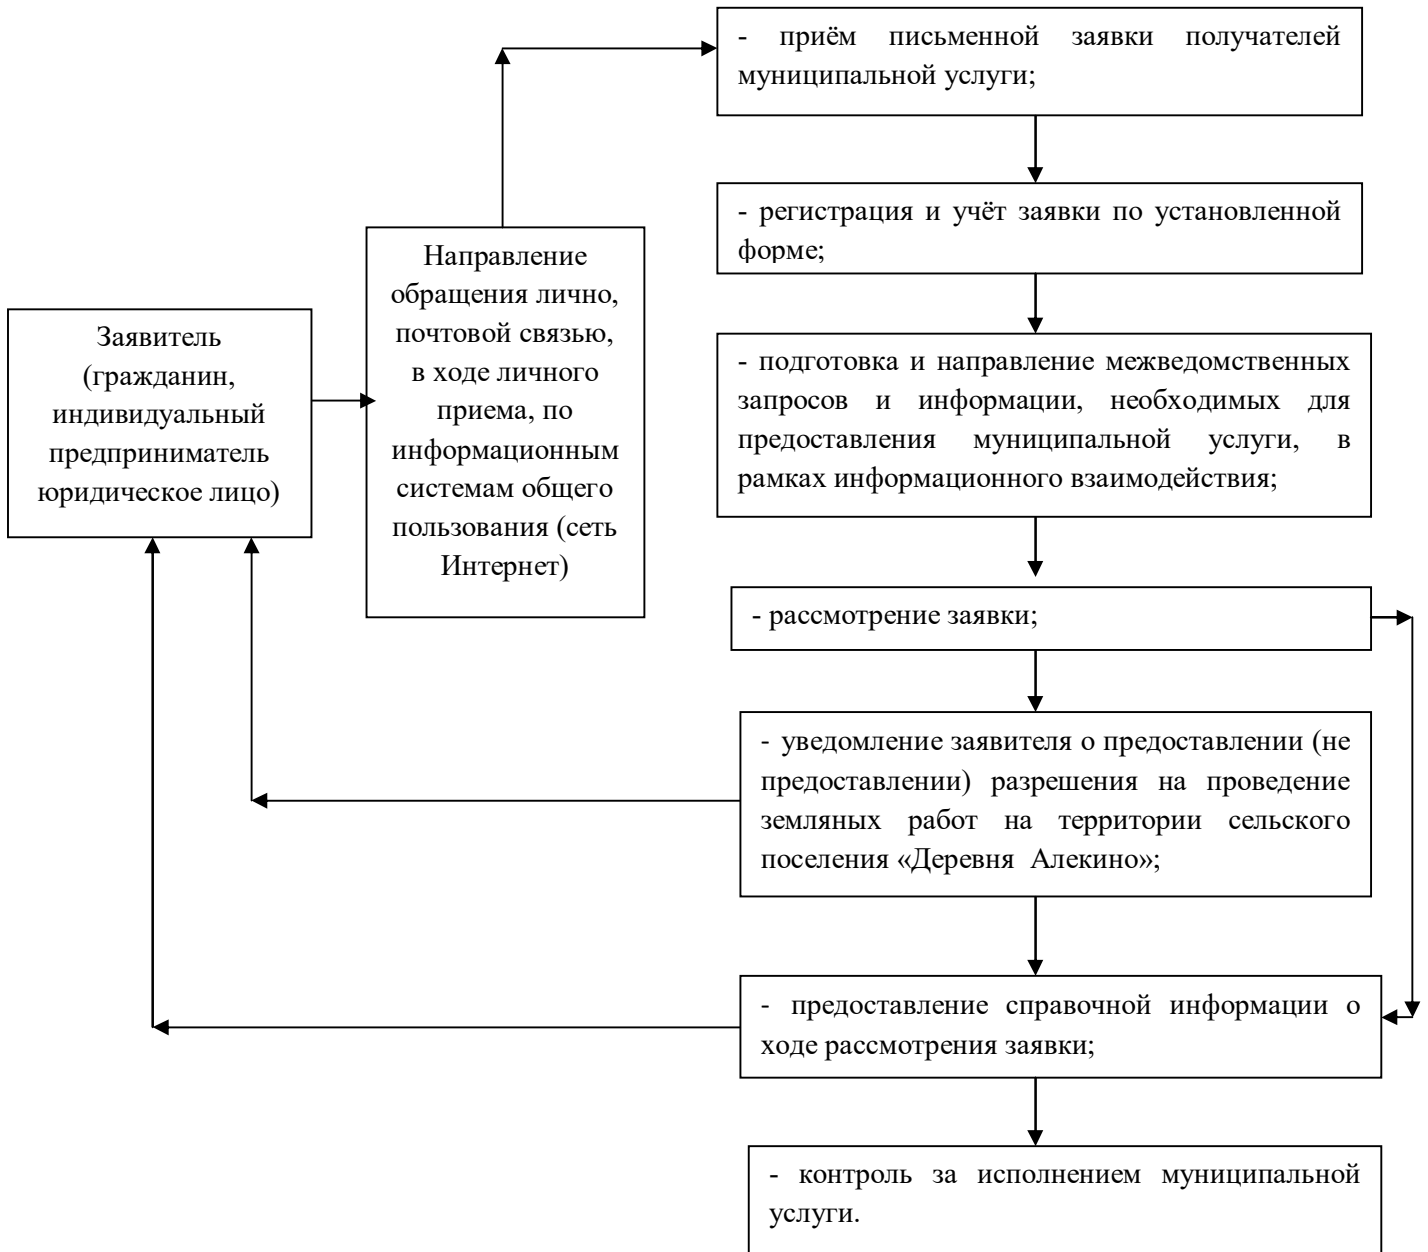 Заявитель
(гражданин,
индивидуальный
предприниматель
юридическое лицо)
Направление
обращения лично,
почтовой связью,
в ходе личного
приема, по
информационным
системам общего
пользования (сеть
Интернет)
- приём письменной заявки получателей
муниципальной услуги;
- регистрация и учёт заявки по установленной
форме;
- подготовка и направление межведомственных
запросов и информации, необходимых для
предоставления муниципальной услуги, в
рамках информационного взаимодействия;
- рассмотрение заявки;
- уведомление заявителя о предоставлении (не
предоставлении) разрешения на проведение
земляных работ на территории сельского
поселения «Деревня Алекино»;
- предоставление справочной информации о
ходе рассмотрения заявки;
- контроль за исполнением муниципальной
услуги.